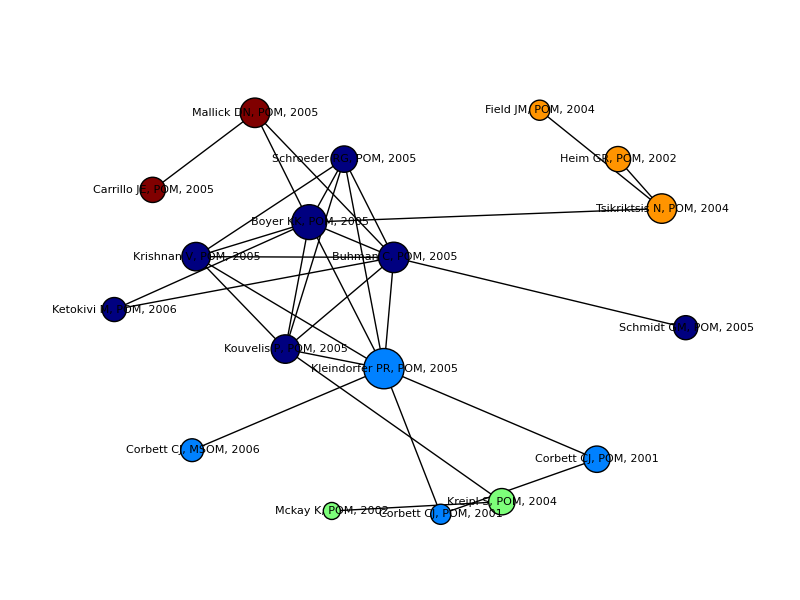 Mallick DN, POM, 2005
Field JM, POM, 2004
Schroeder RG, POM, 2005
Heim GR, POM, 2002
Carrillo JE, POM, 2005
Tsikriktsis N, POM, 2004
Boyer KK, POM, 2005
Krishnan V, POM, 2005
Buhman C, POM, 2005
Ketokivi POM, 2006
Schmidt POM, 2005
Kouvelis P, POM, 2005
Kleindorfer PR, POM, 2005
Corbett CJ, MSOM, 2006
Corbett CJ, POM, 2001
Kreipl S, POM, 2004
Mckay K, POM, 2002
Corbett CJ, POM, 2001